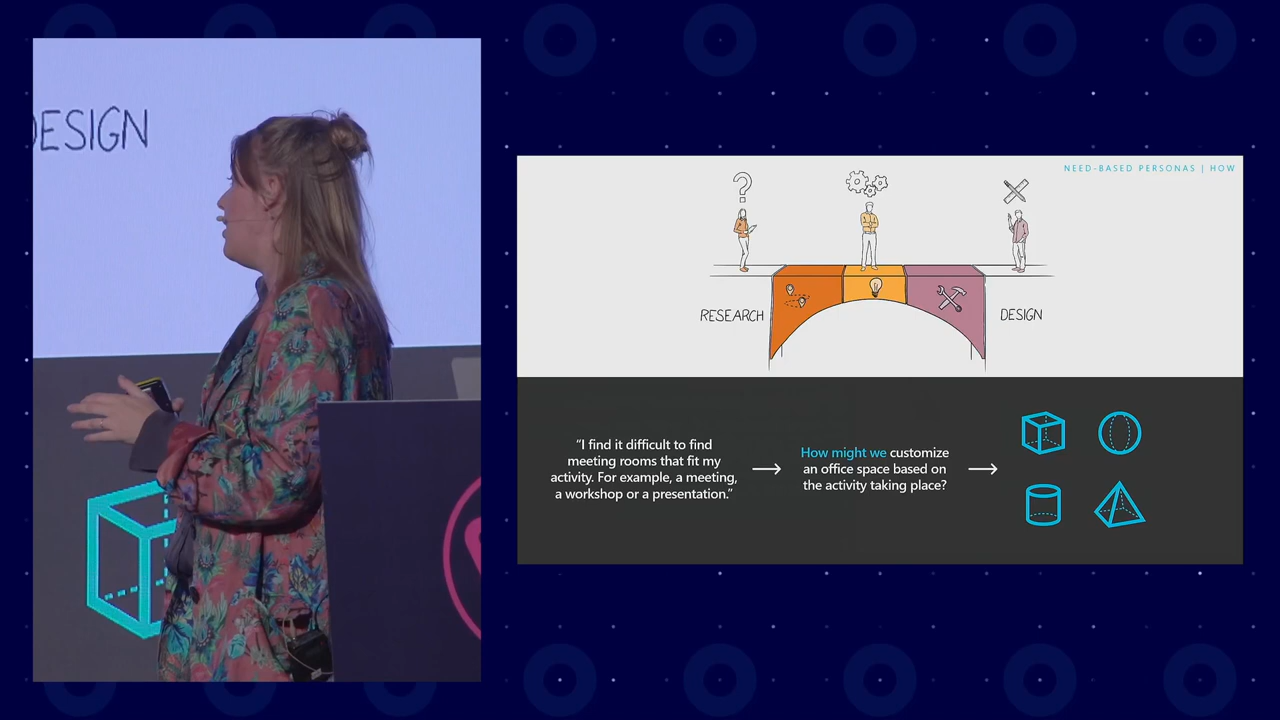 DESIGN
NEED-BASED PERSONAS | HOW
RESEARCH
DESIGN
“I find it difficult to find
meeting rooms that fit my
activity. For example, a meeting,
a workshop or a presentation.”
How might we customize
an office space based on
the activity taking place?